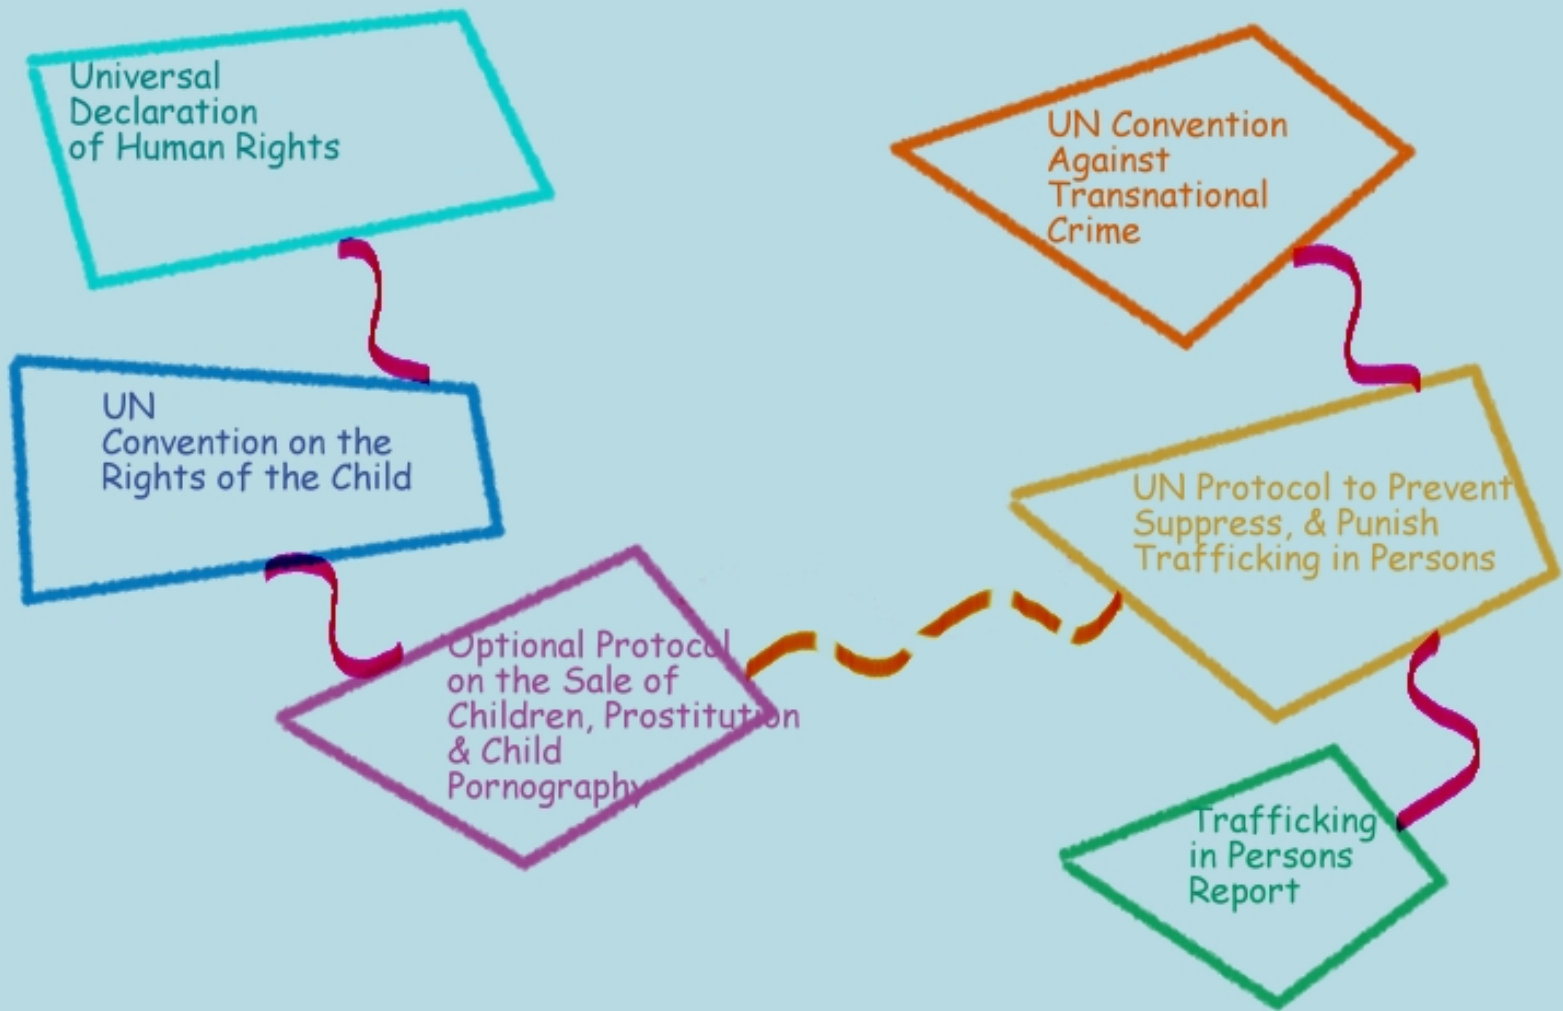 Universal
Declaration
of Human Rights
UN Convention
Against
Transnational
Crime
UN
Convention on the
Rights of the Child
UN Protocol to Prevent
Suppress, & Punish
Trafficking in Persons
Optional Protocol
on the Sale of
Children, Prostitution
& Child
Pornography
Trafficking
in Persons
Report